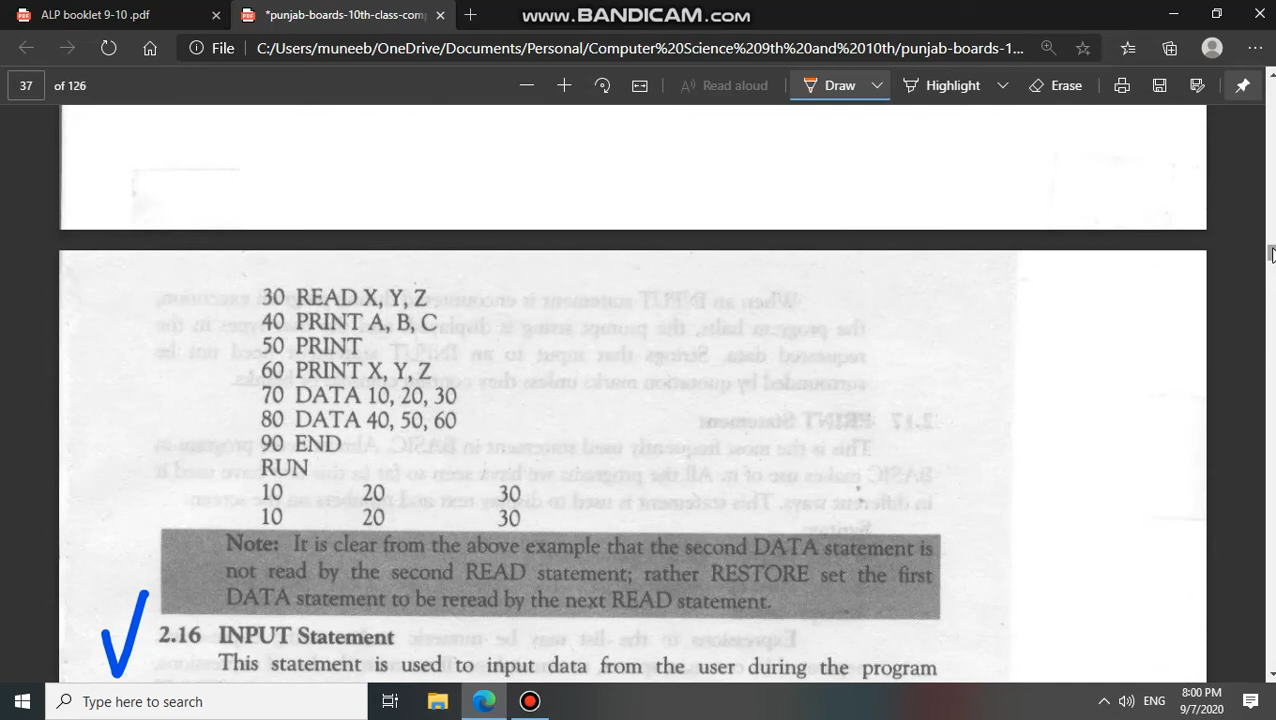 ALP booklet 9-10 .pdf
*punjab-boards-10th-class-com
www.BANDICAM.com
File
C:/Users/muneeb/OneDrive/Documents/Personal/Computer%20Science%209th%20and%2010th/punjab-boards-1...
37 of 126
Read aloud
Draw
Highlight
Erase
30 READ X, Y, Z
40 PRINT A, B, C
50 PRINT
60 PRINT X, Y, Z
70 DATA 10, 20, 30
80 DATA 40, 50, 60
90 END
RUN
10 20 30
10 20 30
Note: It is clear from the above example that the second DATA statement is
not read by the second READ statement; rather RESTORE set the first
DATA statement to be reread by the next READ statement.
2.16 INPUT Statement
This statement is used to input data from the user during the program
Type here to search
ENG
8:00 PM
9/7/2020